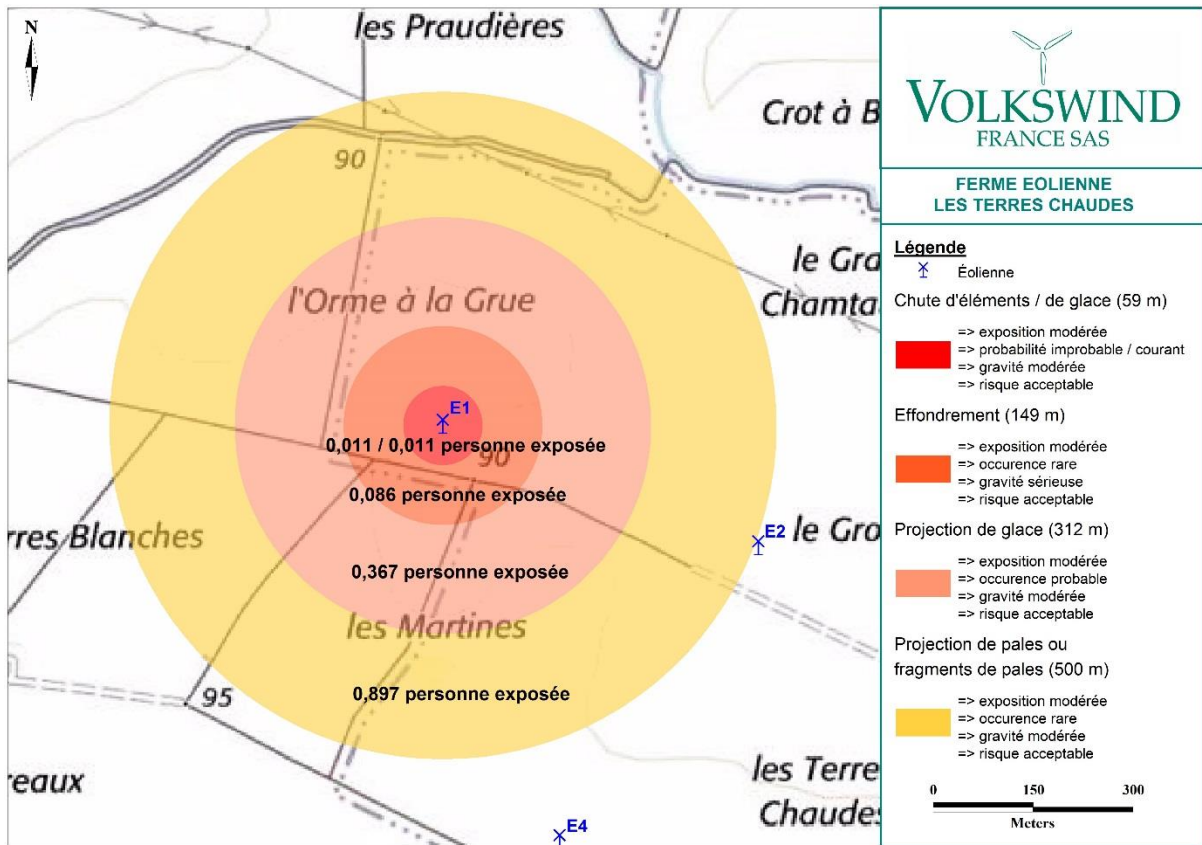 N
les Praudières
Crot à B
90
l'Orme à la Grue
le Gra
Chamta
E1
0,011 / 0,011 personne exposée
90
0,086 personne exposée
rres Blanches
E2
le Gro
0,367 personne exposée
les Martines
95
0,897 personne exposée
reaux
les Terre
Chaudes
E4
VOLKSWIND
FRANCE SAS
FERME EOLIENNE
LES TERRES CHAUDES
Légende
Éolienne
Chute d'éléments / de glace (59 m)
=> exposition modérée
=> probabilité improbable / courant
=> gravité modérée
=> risque acceptable
Effondrement (149 m)
=> exposition modérée
=> occurence rare
=> gravité sérieuse
=> risque acceptable
Projection de glace (312 m)
=> exposition modérée
=> occurence probable
=> gravité modérée
=> risque acceptable
Projection de pales ou
fragments de pales (500 m)
=> exposition modérée
=> occurence rare
=> gravité modérée
=> risque acceptable
0 150 300
Meters